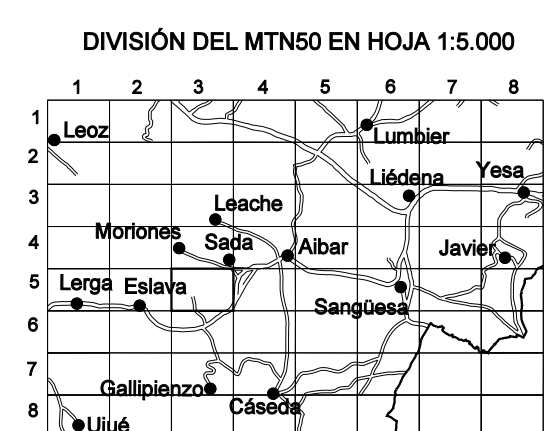 DIVISIÓN DEL MTN50 EN HOJA 1:5.000
1 2 3 4 5 6 7 8
1
Leoz
Lumbier
2
Liédena
Yesa
3
Leache
Moriones
4
Sada
Aibar
Javier
5
Lerga
Eslava
Sangüesa
6
7
Gallipienzo
Cáseda
8
Ujué